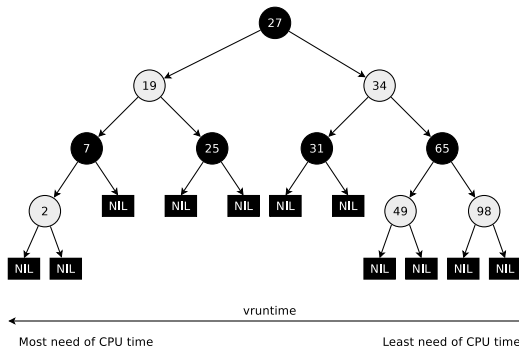 27
19 34
7 25 31 65
NIL NIL NIL NIL NIL
2 49 98
NIL NIL NIL NIL NIL NIL
vruntime
Most need of CPU time Least need of CPU time